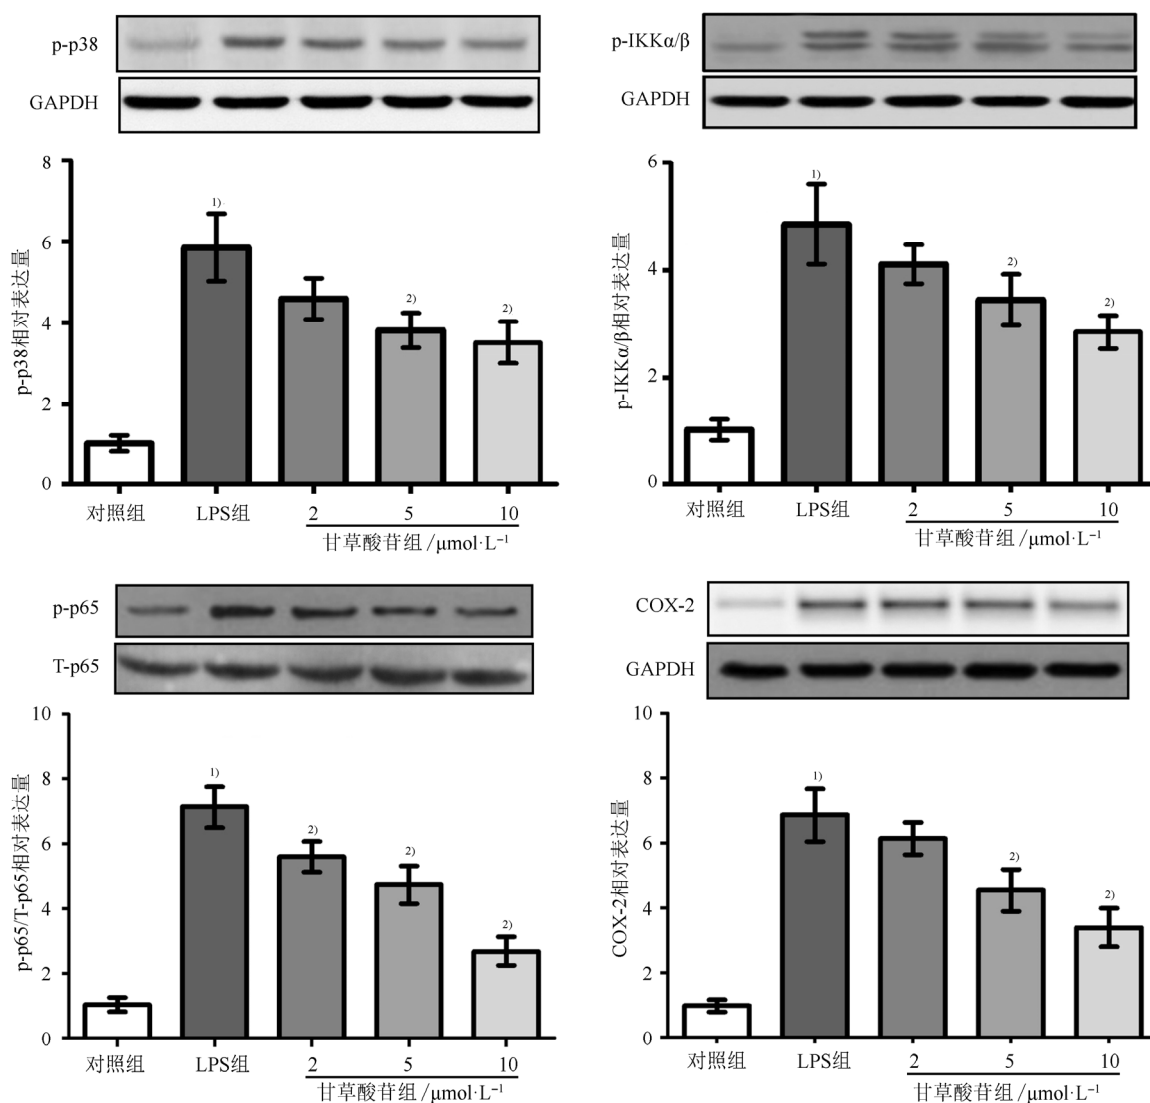 p-p38
GAPDH
8
6
4
2
0
p-p38相对表达量
1)
2)
2)
对照组
LPS组
2
5
10
甘草酸苷组/μmol·L⁻¹
p-IKKα/β
GAPDH
6
4
2
0
p-IKKα/β相对表达量
1)
2)
2)
对照组
LPS组
2
5
10
甘草酸苷组/μmol·L⁻¹
p-p65
T-p65
10
8
6
4
2
0
p-p65/T-p65相对表达量
1)
2)
2)
2)
对照组
LPS组
2
5
10
甘草酸苷组/μmol·L⁻¹
COX-2
GAPDH
10
8
6
4
2
0
COX-2相对表达量
1)
2)
2)
对照组
LPS组
2
5
10
甘草酸苷组/μmol·L⁻¹